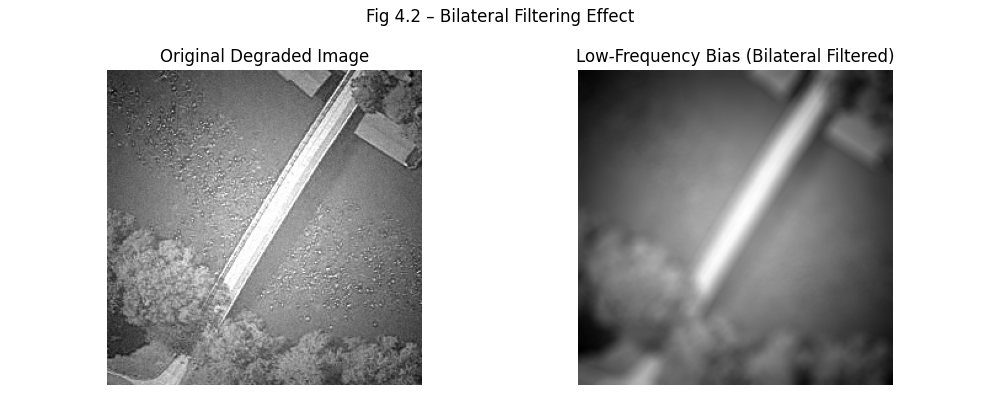 Fig 4.2 – Bilateral Filtering Effect
Original Degraded Image
Low-Frequency Bias (Bilateral Filtered)